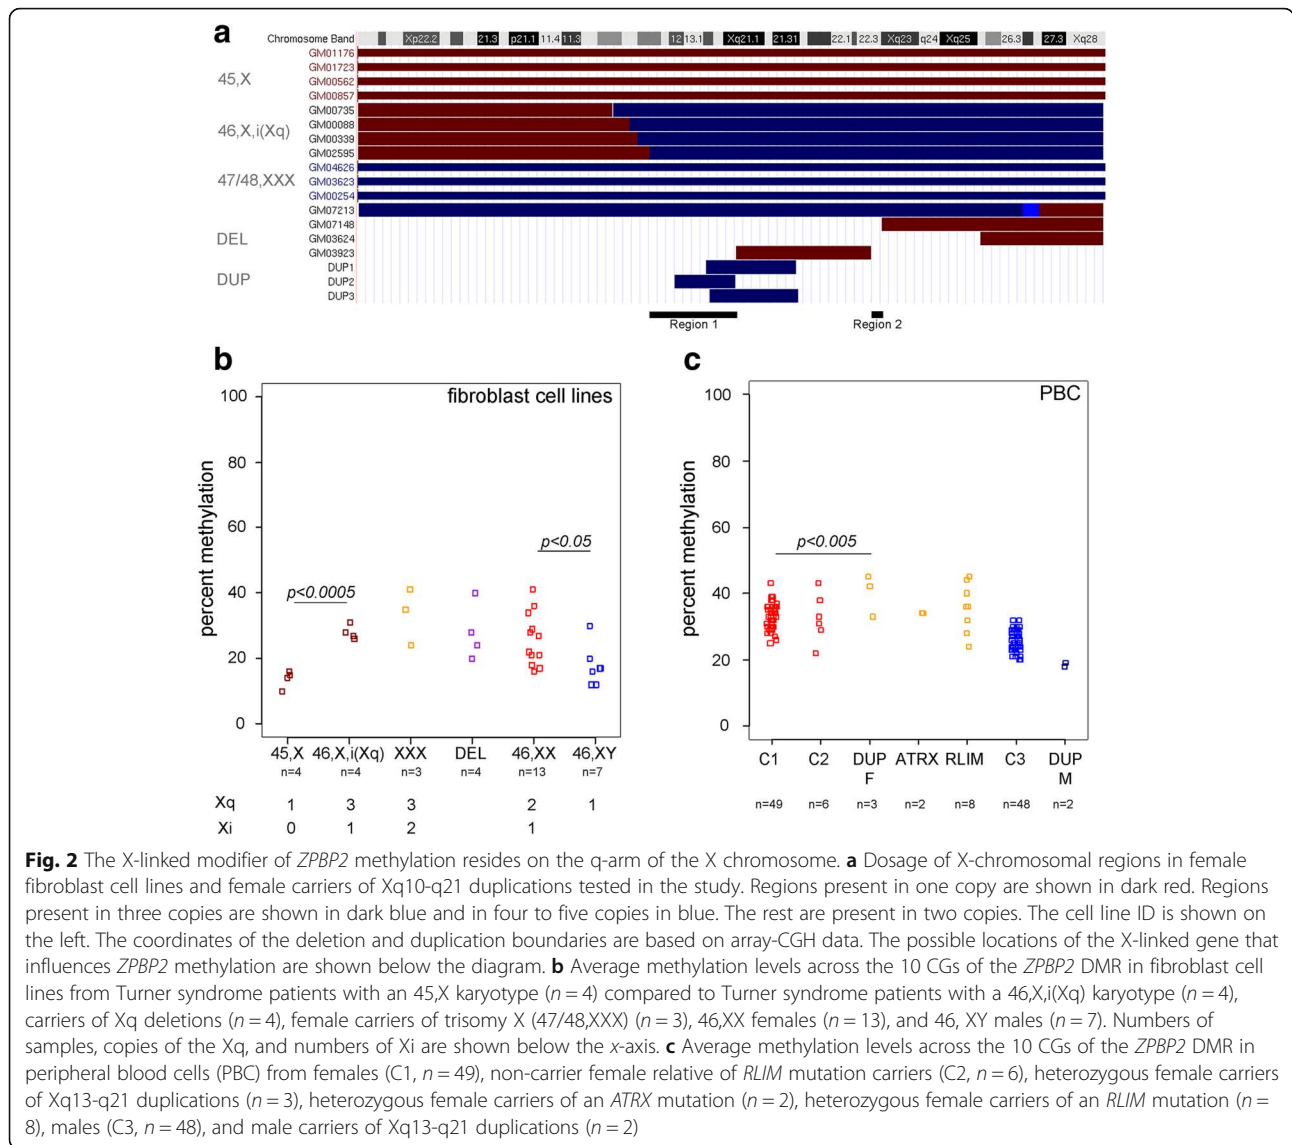 a
Chromosome Band Xp22.2 21.3 p21.1 11.4 11.3 12 13.1 Xq21.1 21.31 22.1 22.3 Xq23 q24 Xq25 26.3 27.3 Xq28
GM01176
GM01723
45,X
GM00562
GM00857
GM00735
GM00088
46,X,i(Xq)
GM00339
GM02595
GM04626
47/48,XXX
GM03623
GM00254
GM07213
GM07148
DEL
GM03624
GM03923
DUP
DUP1
DUP2
DUP3
Region 1 Region 2
b
fibroblast cell lines
percent methylation
100
80
60
40
20
0
p<0.0005
p<0.05
45,X 46,X,i(Xq) XXX DEL 46,XX 46,XY
n=4 n=4 n=3 n=4 n=13 n=7
Xq 1 3 3 2 1
Xi 0 1 2 1
c
PBC
percent methylation
100
80
60
40
20
0
p<0.005
C1 C2 DUP F ATRX RLIM C3 DUP M
n=49 n=6 n=3 n=2 n=8 n=48 n=2
Fig. 2 The X-linked modifier of ZPBP2 methylation resides on the q-arm of the X chromosome. a Dosage of X-chromosomal regions in female
fibroblast cell lines and female carriers of Xq10-q21 duplications tested in the study. Regions present in one copy are shown in dark red. Regions
present in three copies are shown in dark blue and in four to five copies in blue. The rest are present in two copies. The cell line ID is shown on
the left. The coordinates of the deletion and duplication boundaries are based on array-CGH data. The possible locations of the X-linked gene that
influences ZPBP2 methylation are shown below the diagram. b Average methylation levels across the 10 CGs of the ZPBP2 DMR in fibroblast cell
lines from Turner syndrome patients with an 45,X karyotype (n = 4) compared to Turner syndrome patients with a 46,X,i(Xq) karyotype (n = 4),
carriers of Xq deletions (n = 4), female carriers of trisomy X (47/48,XXX) (n = 3), 46,XX females (n = 13), and 46, XY males (n = 7). Numbers of
samples, copies of the Xq, and numbers of Xi are shown below the x-axis. c Average methylation levels across the 10 CGs of the ZPBP2 DMR in
peripheral blood cells (PBC) from females (C1, n = 49), non-carrier female relative of RLIM mutation carriers (C2, n = 6), heterozygous female carriers
of Xq13-q21 duplications (n = 3), heterozygous female carriers of an ATRX mutation (n = 2), heterozygous female carriers of an RLIM mutation (n =
8), males (C3, n = 48), and male carriers of Xq13-q21 duplications (n = 2)